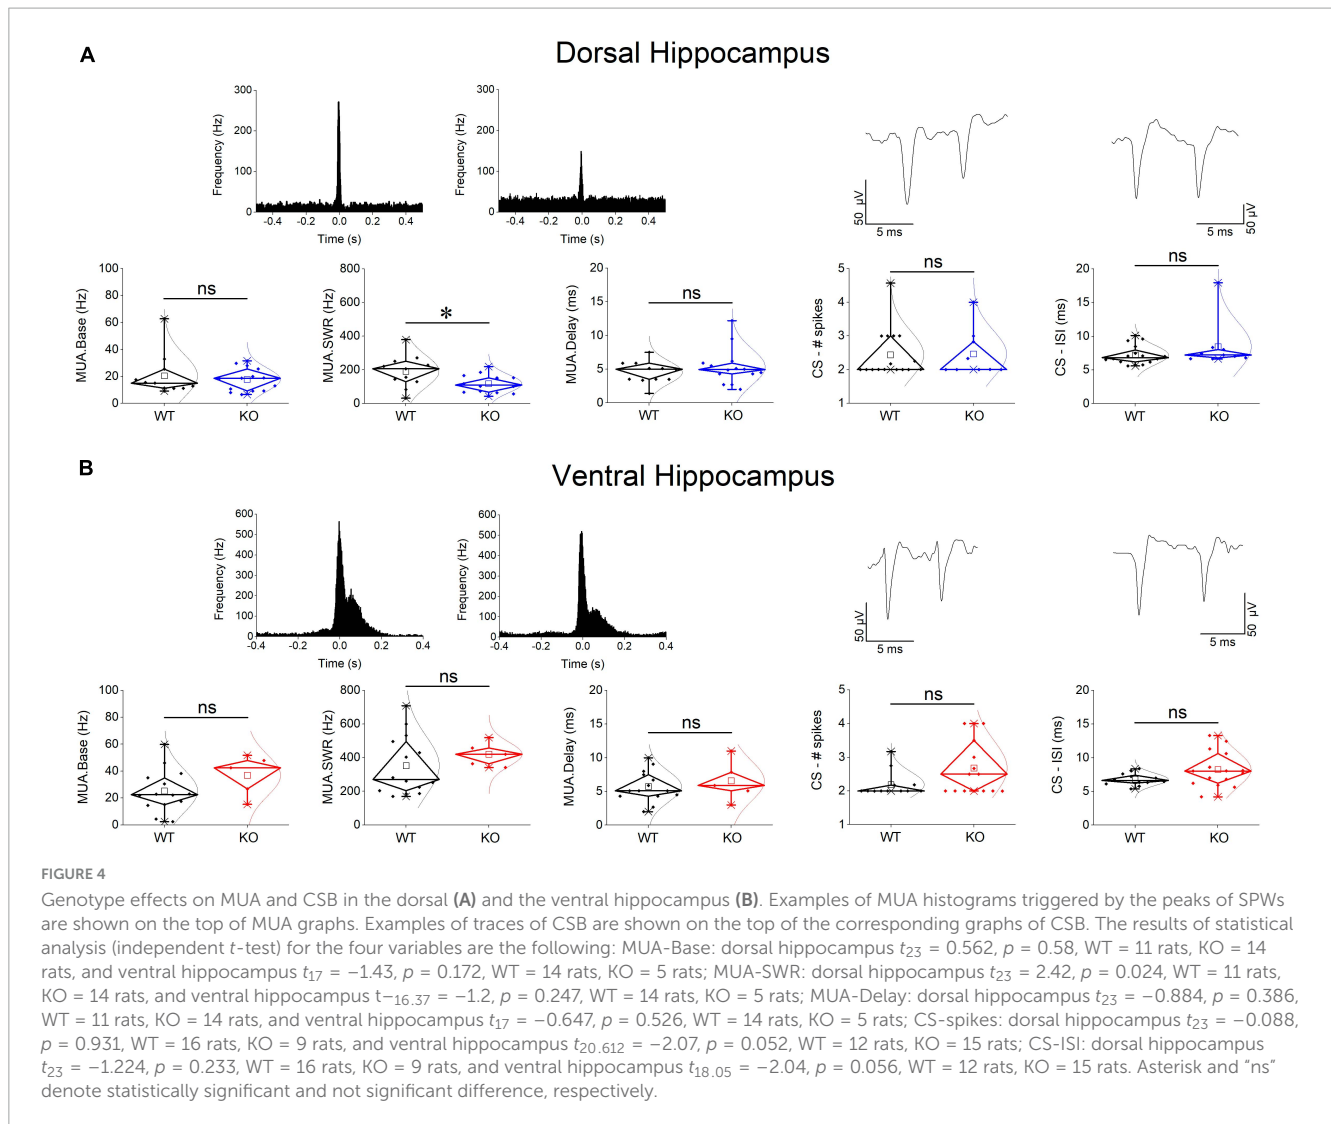 A
Dorsal Hippocampus
300
200
100
0
Frequency (Hz)
-0.4 -0.2 0.0 0.2 0.4
Time (s)
300
200
100
0
Frequency (Hz)
-0.4 -0.2 0.0 0.2 0.4
Time (s)
50 µV
5 ms
50 µV
5 ms
100
80
60
40
20
0
MUA.Base (Hz)
ns
WT KO
800
600
400
200
0
MUA.SWR (Hz)
*
WT KO
20
15
10
5
0
MUA.Delay (ms)
ns
WT KO
5
4
3
2
1
CS - # spikes
ns
WT KO
20
15
10
5
0
CS - ISI (ms)
ns
WT KO
B
Ventral Hippocampus
600
500
400
300
200
100
0
Frequency (Hz)
-0.4 -0.2 0.0 0.2 0.4
Time (s)
600
500
400
300
200
100
0
Frequency (Hz)
-0.4 -0.2 0.0 0.2 0.4
Time (s)
50 µV
5 ms
50 µV
5 ms
100
80
60
40
20
0
MUA.Base (Hz)
ns
WT KO
800
600
400
200
0
MUA.SWR (Hz)
ns
WT KO
20
15
10
5
0
MUA.Delay (ms)
ns
WT KO
5
4
3
2
1
CS - # spikes
ns
WT KO
20
15
10
5
0
CS - ISI (ms)
ns
WT KO
FIGURE 4
Genotype effects on MUA and CSB in the dorsal (A) and the ventral hippocampus (B). Examples of MUA histograms triggered by the peaks of SPWs
are shown on the top of MUA graphs. Examples of traces of CSB are shown on the top of the corresponding graphs of CSB. The results of statistical
analysis (independent t-test) for the four variables are the following: MUA-Base: dorsal hippocampus t23 = 0.562, p = 0.58, WT = 11 rats, KO = 14
rats, and ventral hippocampus t17 = −1.43, p = 0.172, WT = 14 rats, KO = 5 rats; MUA-SWR: dorsal hippocampus t23 = 2.42, p = 0.024, WT = 11 rats,
KO = 14 rats, and ventral hippocampus t−16.37 = −1.2, p = 0.247, WT = 14 rats, KO = 5 rats; MUA-Delay: dorsal hippocampus t23 = −0.884, p = 0.386,
WT = 11 rats, KO = 14 rats, and ventral hippocampus t17 = −0.647, p = 0.526, WT = 14 rats, KO = 5 rats; CS-spikes: dorsal hippocampus t23 = −0.088,
p = 0.931, WT = 16 rats, KO = 9 rats, and ventral hippocampus t20.612 = −2.07, p = 0.052, WT = 12 rats, KO = 15 rats; CS-ISI: dorsal hippocampus
t23 = −1.224, p = 0.233, WT = 16 rats, KO = 9 rats, and ventral hippocampus t18.05 = −2.04, p = 0.056, WT = 12 rats, KO = 15 rats. Asterisk and "ns"
denote statistically significant and not significant difference, respectively.